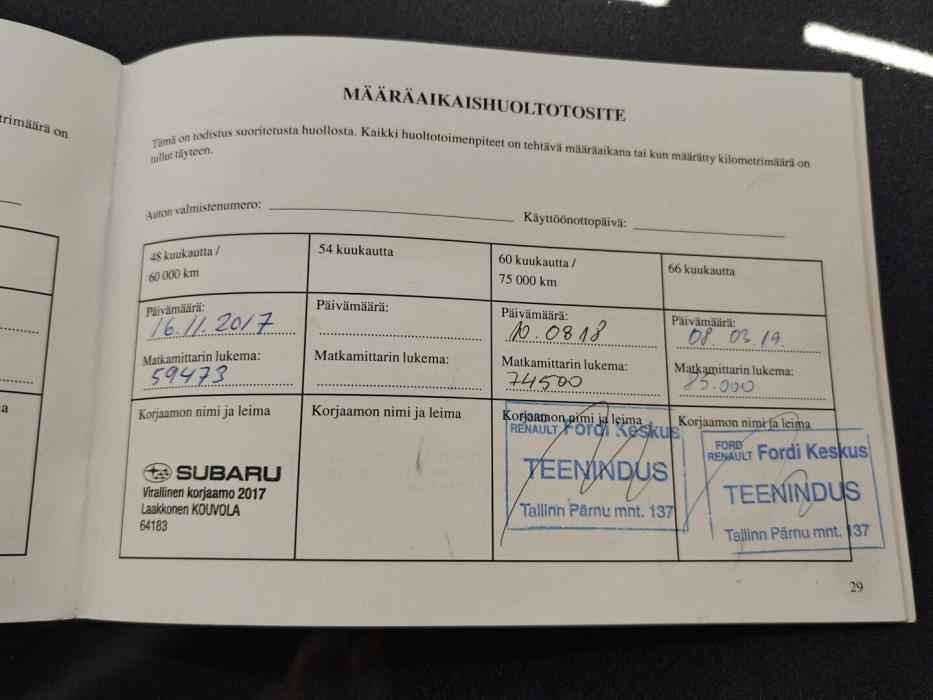 trimäärä on
a
MÄÄRÄAIKAISHUOLTOTOSITE
Tämä on todistus suoritetusta huollosta. Kaikki huoltotoimenpiteet on tehtävä määräaikana tai kun määrätty kilometrimäärä on
tullut täyteen.
Auton valmistenumero:
Käyttöönottopäivä:
48 kuukautta /
60 000 km
54 kuukautta
60 kuukautta /
75 000 km
66 kuukautta
Päivämäärä:
16.11.2017
Päivämäärä:
Päivämäärä:
10.0818
Päivämäärä:
08.03.19.
Matkamittarin lukema:
59473
Matkamittarin lukema:
Matkamittarin lukema:
74500
Matkamittarin lukema:
85.000
Korjaamon nimi ja leima
SUBARU
Virallinen korjaamo 2017
Laakkonen KOUVOLA
64183
Korjaamon nimi ja leima
Korjaamon nimi ja leima
FORD
RENAULT Fordi Keskus
TEENINDUS
Tallinn Pärnu mnt. 137
Korjaamon nimi ja leima
FORD
RENAULT Fordi Keskus
TEENINDUS
Tallinn Pärnu mnt. 137
29